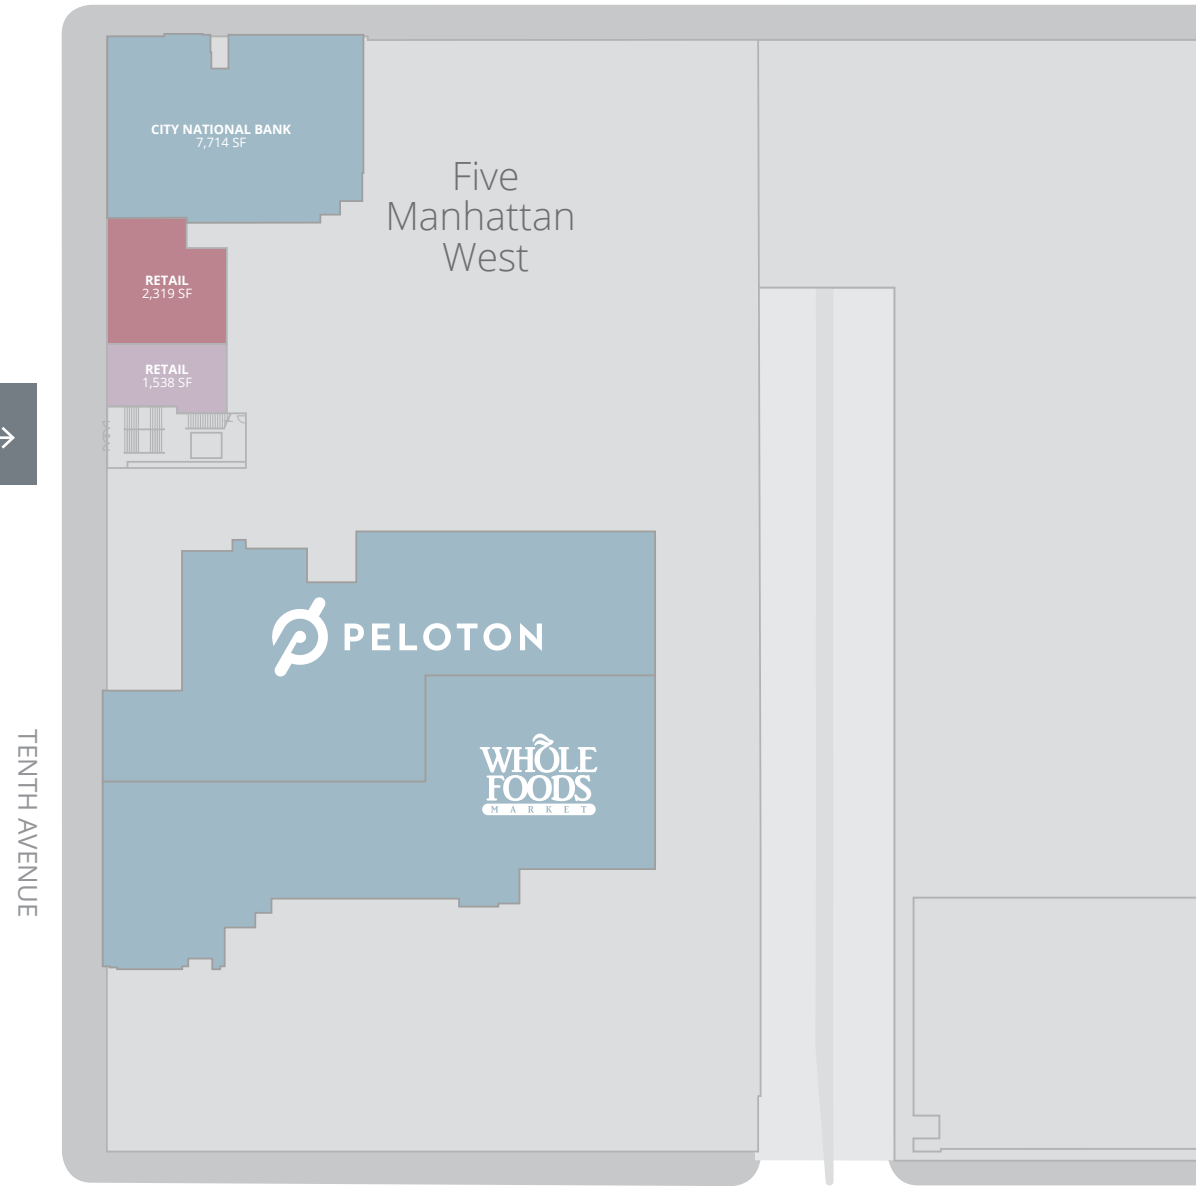 CITY NATIONAL BANK
7,714 SF
Five
Manhattan
West
RETAIL
2,319 SF
RETAIL
1,538 SF
PELOTON
WHOLE
FOODS
MARKET
TENTH AVENUE